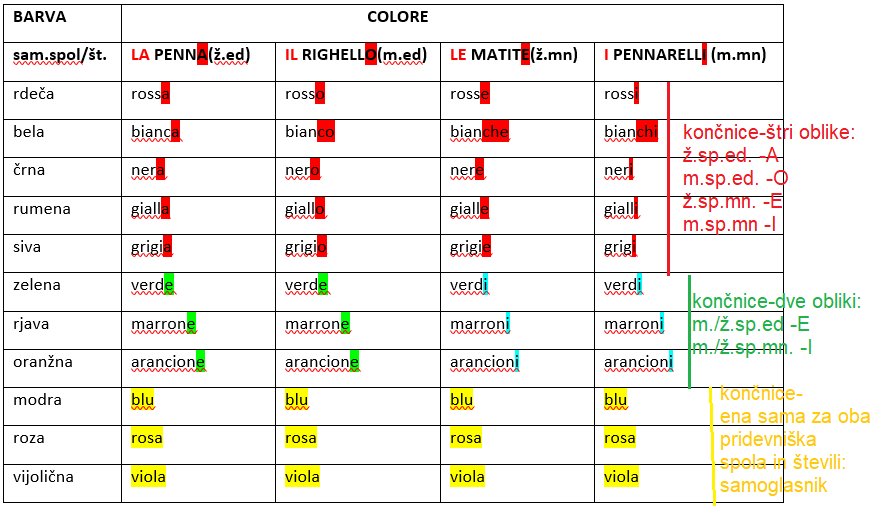 BARVA COLORE
sam.spol/št. LA PENNA(ž.ed) IL RIGHELLO(m.ed) LE MATITE(ž.mn) I PENNARELLI (m.mn)
rdeča rossa rosso rosse rossi
bela bianca bianco bianche bianchi
črna nera nero nere neri
rumena gialla giallo gialle gialli
siva grigia grigio grigie grigi
zelena verde verde verdi verdi
rjava marrone marrone marroni marroni
oranžna arancione arancione arancioni arancioni
modra blu blu blu blu
roza rosa rosa rosa rosa
vijolična viola viola viola viola
končnice-štri oblike:
ž.sp.ed. -A
m.sp.ed. -O
ž.sp.mn. -E
m.sp.mn -I
končnice-dve obliki:
m./ž.sp.ed -E
m./ž.sp.mn. -I
končnice-
ena sama za oba
pridevniška
spola in števili:
samoglasnik